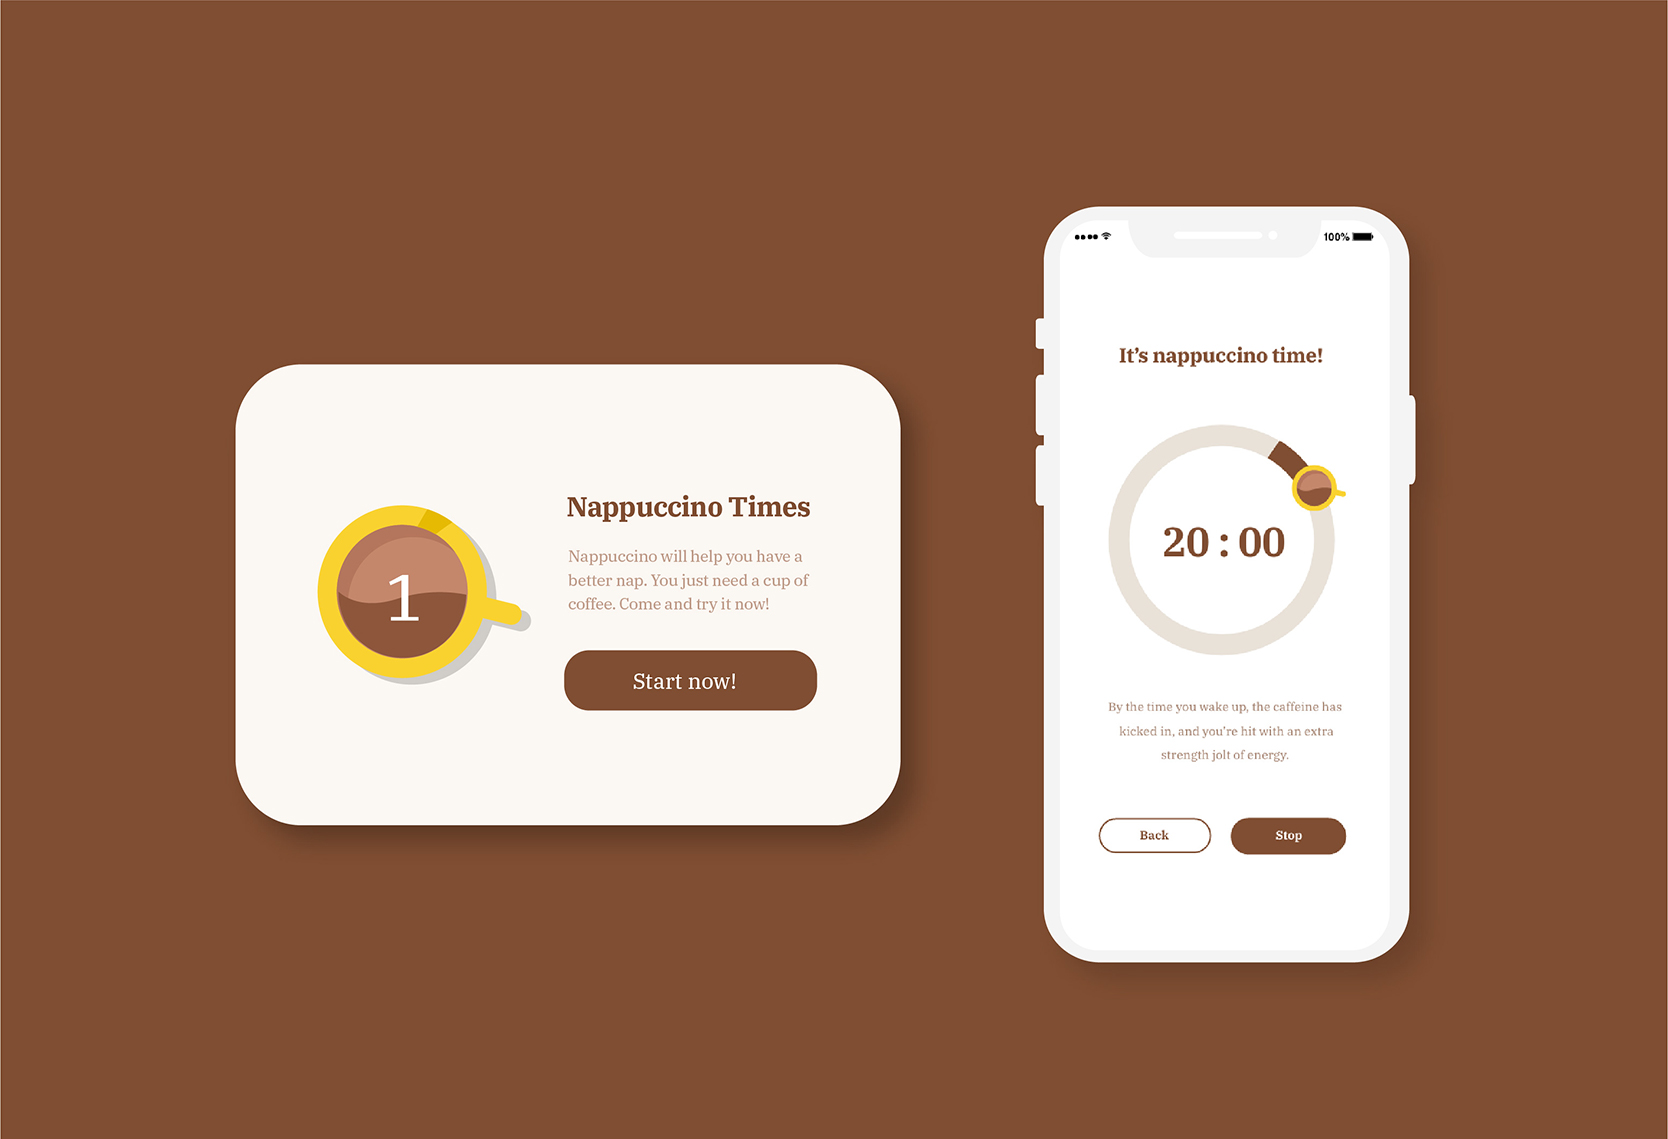 1
Nappuccino Times
Nappuccino will help you have a
better nap. You just need a cup of
coffee. Come and try it now!
Start now!
100%
It’s nappuccino time!
20 : 00
By the time you wake up, the caffeine has
kicked in, and you’re hit with an extra
strength jolt of energy.
Back
Stop